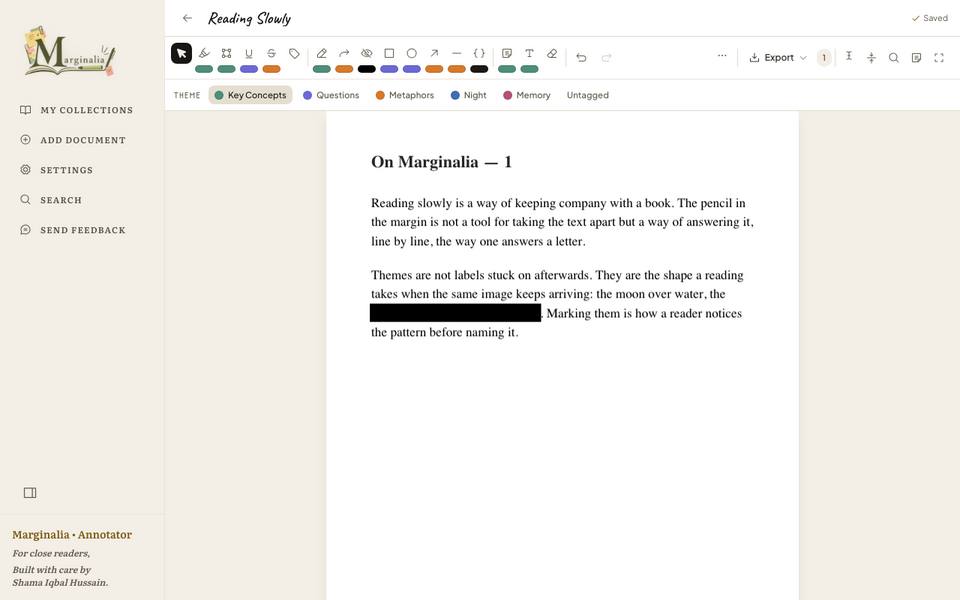 Marginalia
MY COLLECTIONS
ADD DOCUMENT
SETTINGS
SEARCH
SEND FEEDBACK
Marginalia • Annotator
For close readers,
Built with care by
Shama Iqbal Hussain.
Reading Slowly
Saved
Export
1
THEME
Key Concepts
Questions
Metaphors
Night
Memory
Untagged
On Marginalia — 1
Reading slowly is a way of keeping company with a book. The pencil in
the margin is not a tool for taking the text apart but a way of answering it,
line by line, the way one answers a letter.
Themes are not labels stuck on afterwards. They are the shape a reading
takes when the same image keeps arriving: the moon over water, the
. Marking them is how a reader notices
the pattern before naming it.